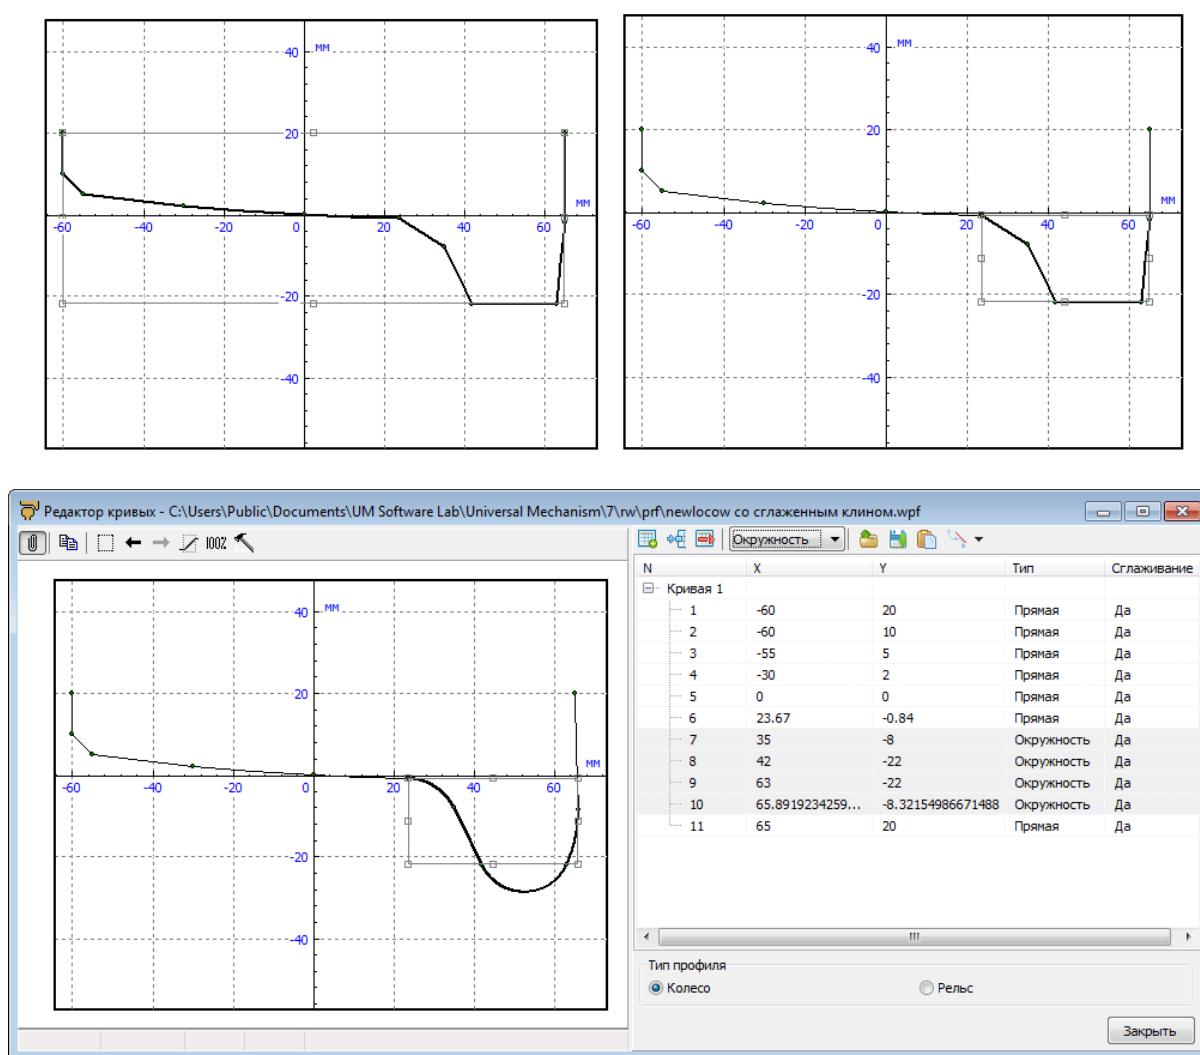 40 мм
20
мм
-60 -40 -20 0 20 40 60
-20
-40
40 мм
20
мм
-60 -40 -20 0 20 40 60
-20
-40
Редактор кривых - C:\Users\Public\Documents\UM Software Lab\Universal Mechanism\7\rw\prf\newlocow со сглаженным клином.wpf
100%
Окружность
N X Y Тип Сглаживание
Кривая 1
1 -60 20 Прямая Да
2 -60 10 Прямая Да
3 -55 5 Прямая Да
4 -30 2 Прямая Да
5 0 0 Прямая Да
6 23.67 -0.84 Прямая Да
7 35 -8 Окружность Да
8 42 -22 Окружность Да
9 63 -22 Окружность Да
10 65.8919234259... -8.32154986671488 Окружность Да
11 65 20 Прямая Да
40 мм
20
мм
-60 -40 -20 0 20 40 60
-20
-40
Тип профиля
Колесо Рельс
Закрыть